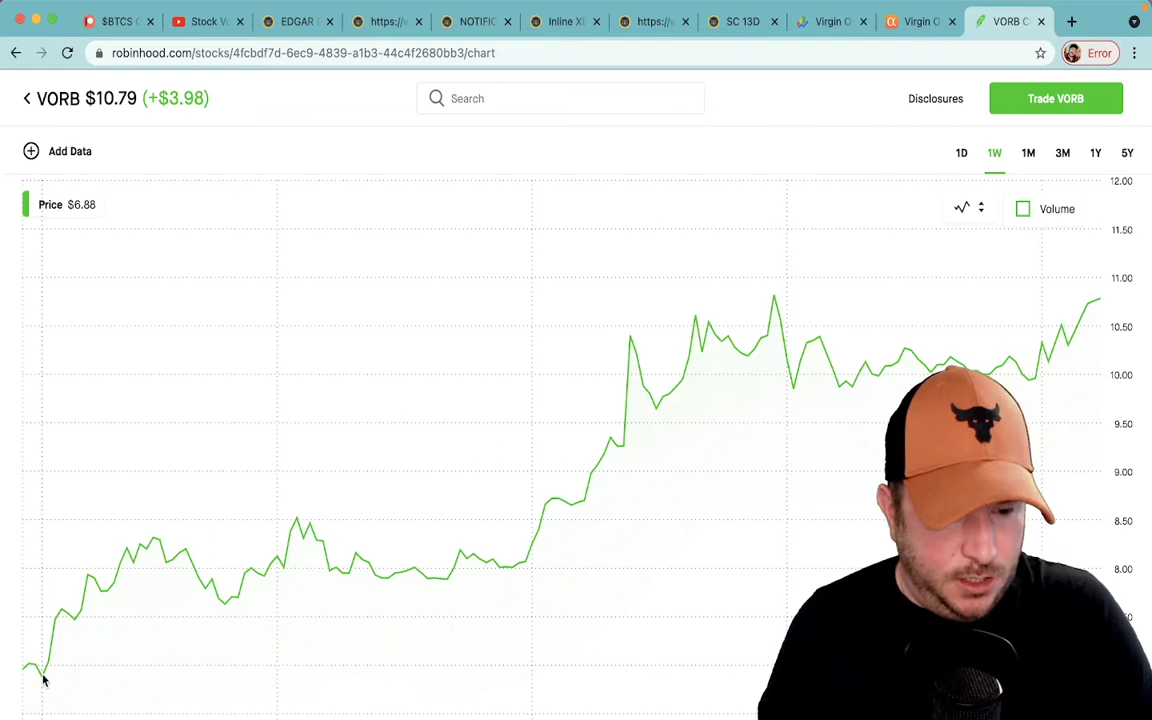 $BTCS C
Stock Vo
EDGAR
https://v
NOTIFIC
Inline XB
https://w
SC 13D
Virgin O
Virgin O
VORB C
robinhood.com/stocks/4fcbdf7d-6ec9-4839-a1b3-44c4f2680bb3/chart
Error
VORB $10.79 (+$3.98)
Search
Disclosures
Trade VORB
Add Data
1D 1W 1M 3M 1Y 5Y
Price $6.88
Volume
12.00
11.50
11.00
10.50
10.00
9.50
9.00
8.50
8.00